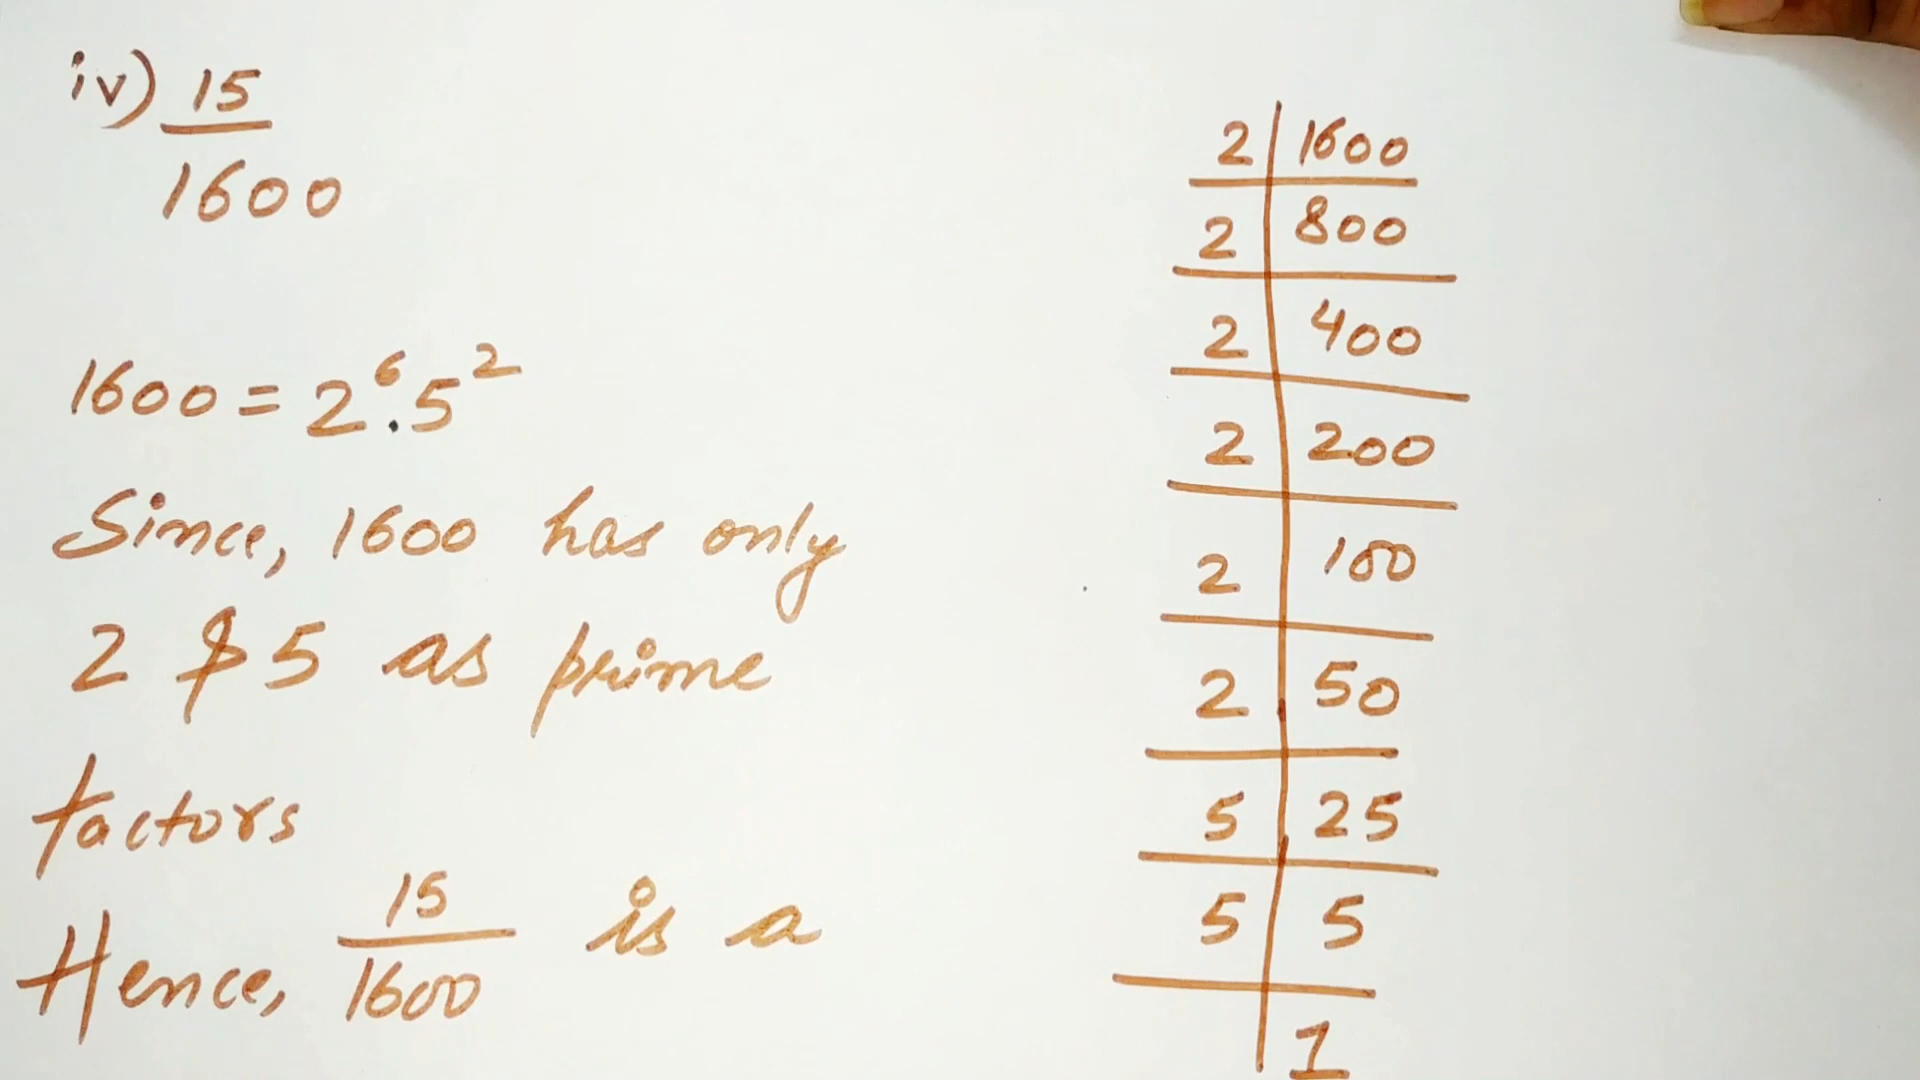 iv) 15
1600
1600 = 2⁶.5²
Since, 1600 has only
2 & 5 as prime
factors
Hence, 15/1600 is a
2 | 1600
2 | 800
2 | 400
2 | 200
2 | 100
2 | 50
5 | 25
5 | 5
1